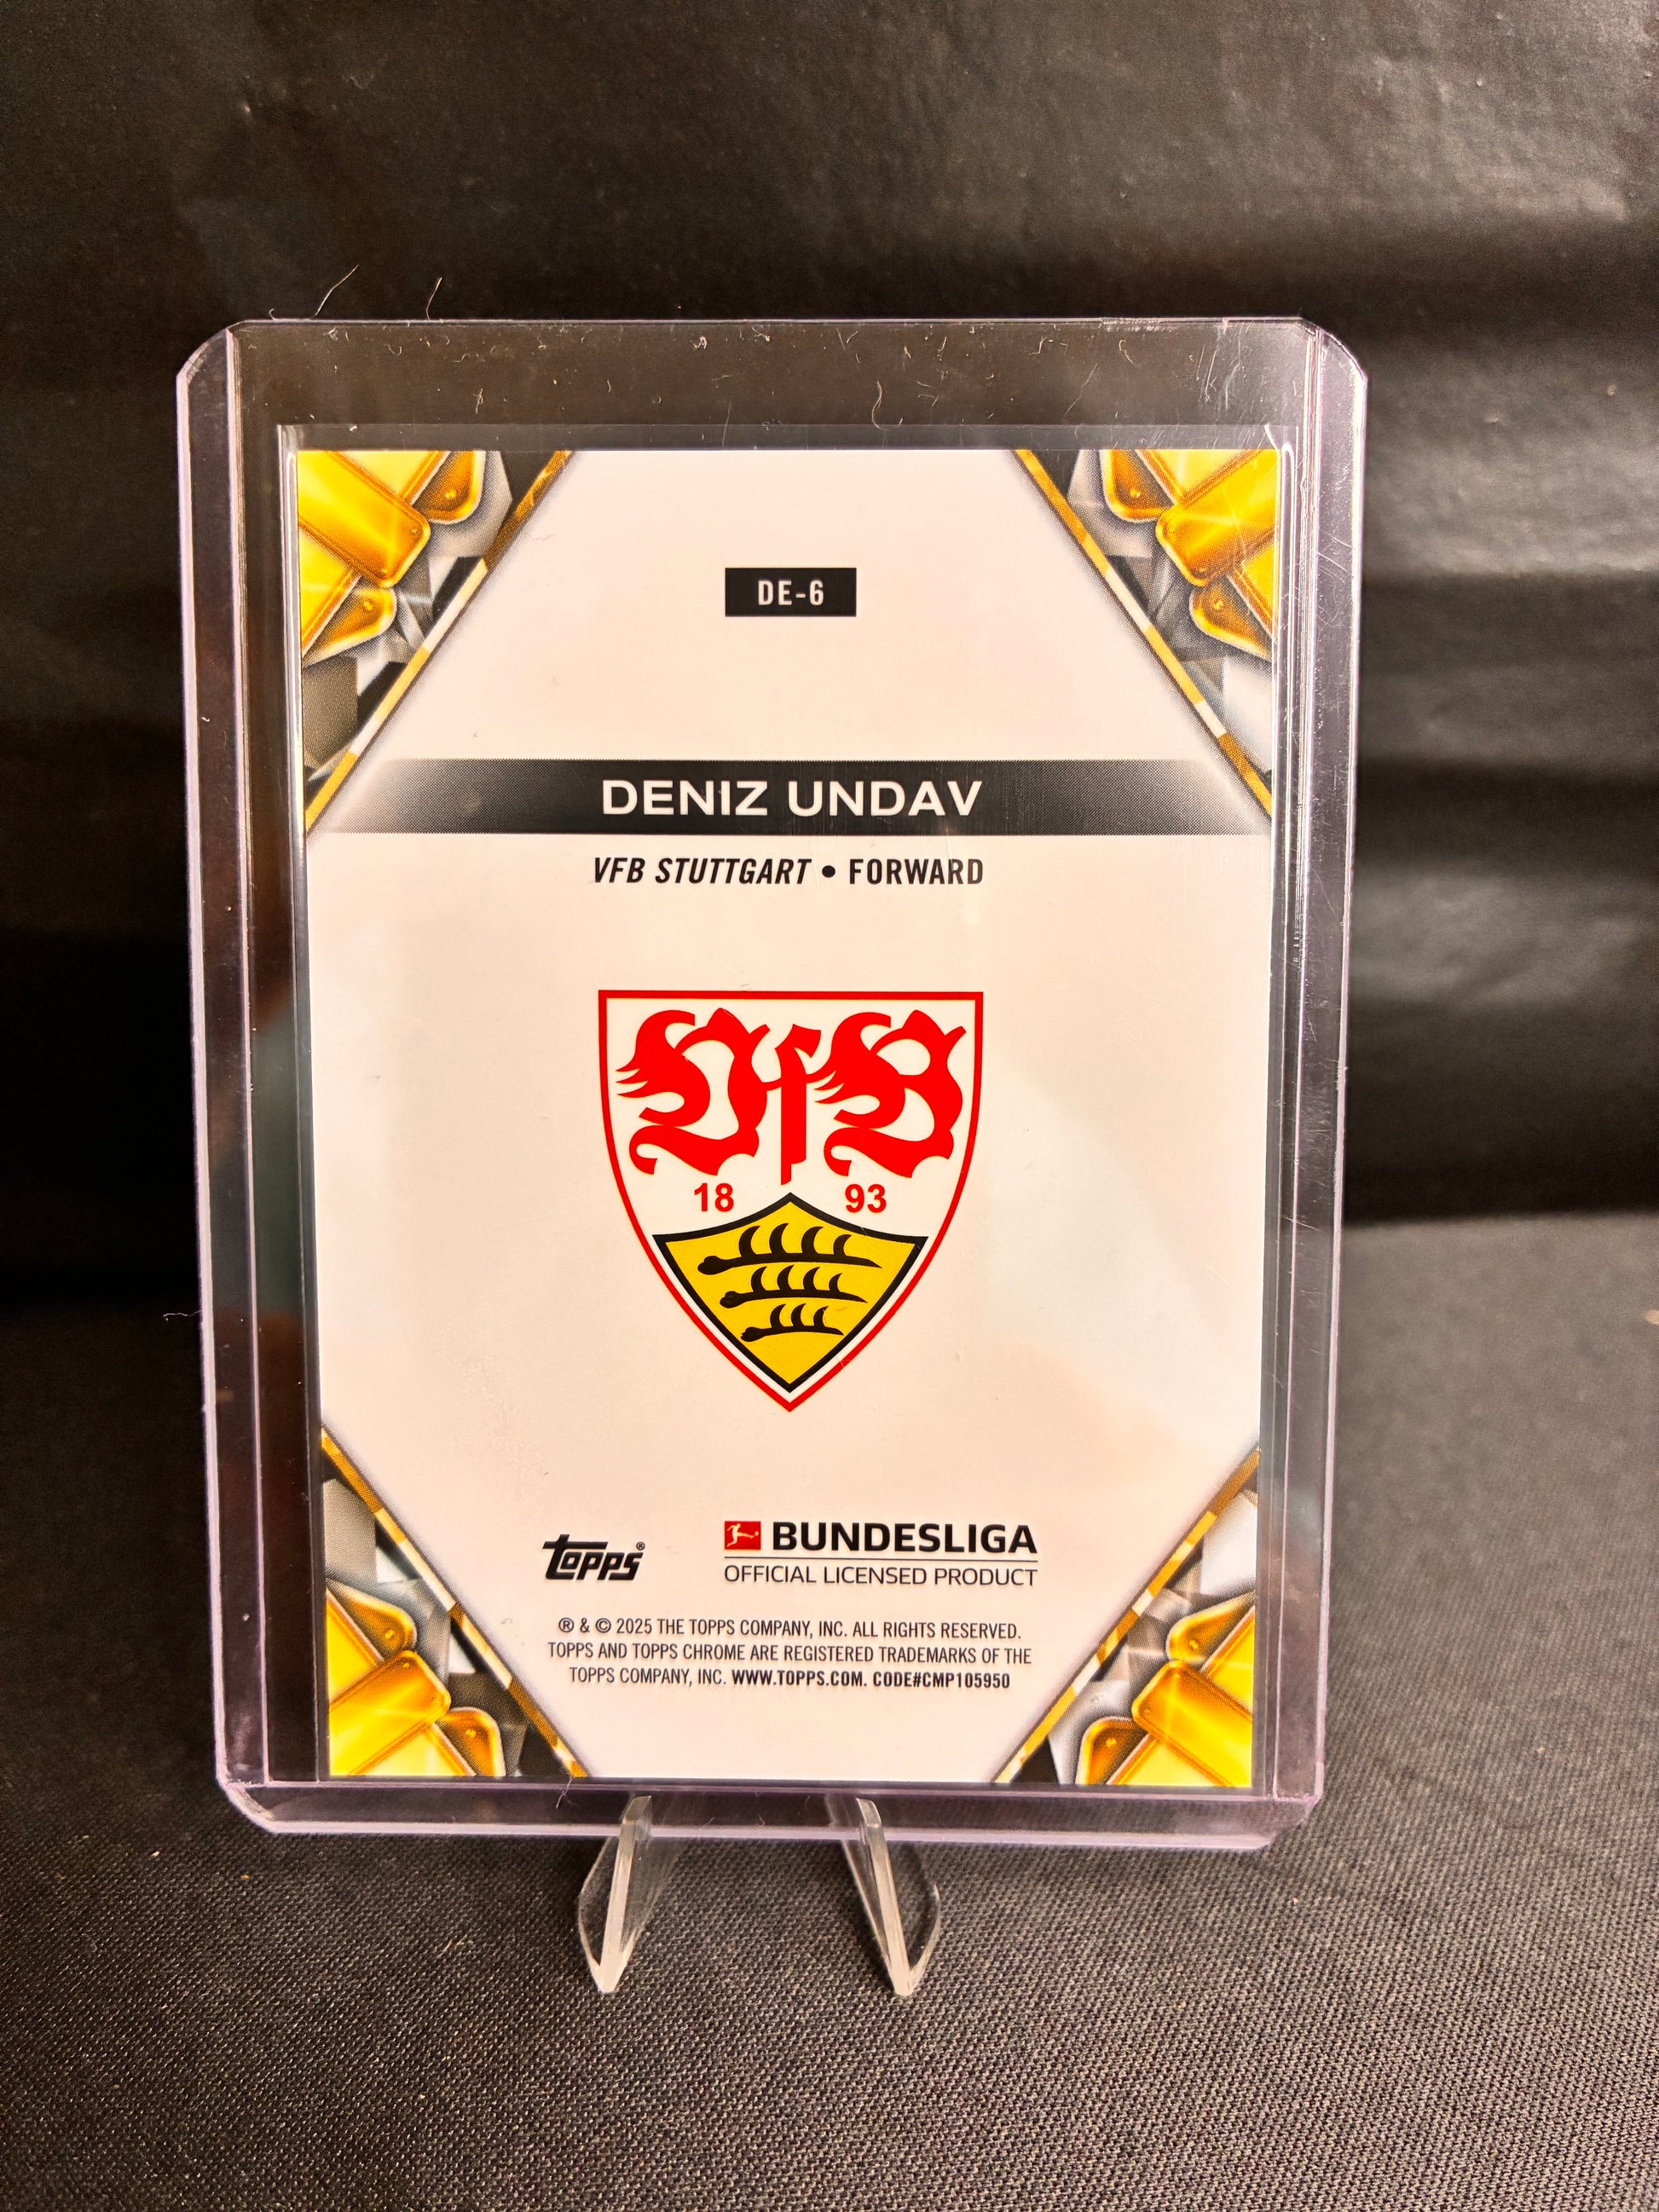 DE-6
DENIZ UNDAV
VFB STUTTGART • FORWARD
VfB
18 93
topps®
BUNDESLIGA
OFFICIAL LICENSED PRODUCT
® & © 2025 THE TOPPS COMPANY, INC. ALL RIGHTS RESERVED.
TOPPS AND TOPPS CHROME ARE REGISTERED TRADEMARKS OF THE
TOPPS COMPANY, INC. WWW.TOPPS.COM. CODE#CMP105950